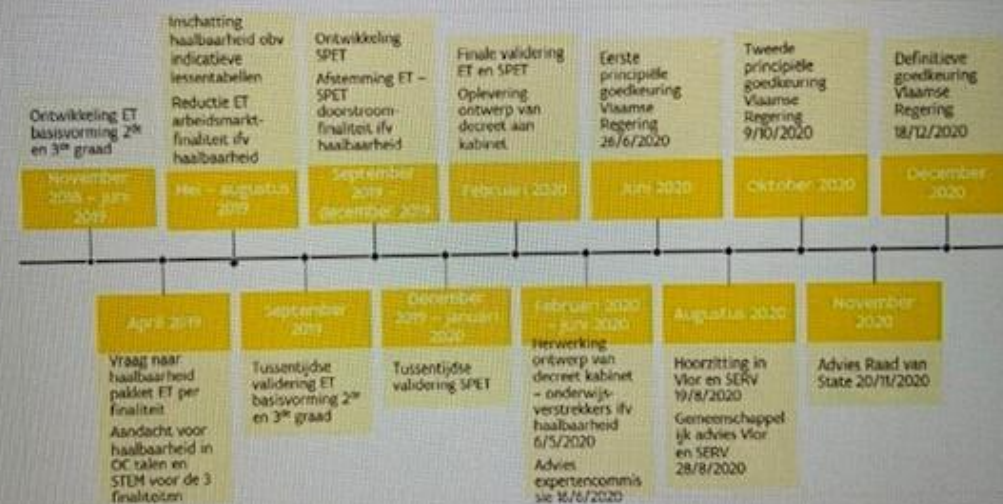 Ontwikkeling ET
basisvorming 2de
en 3de graad
November
2018 – juni
2019
Inschatting
haalbaarheid obv
indicatieve
lessentabellen
Reductie ET
arbeidsmarkt-
finaliteit ifv
haalbaarheid
Mei – augustus
2019
Ontwikkeling
SPET
Afstemming ET –
SPET
doorstroom-
finaliteit ifv
haalbaarheid
September
2019 –
december 2019
Finale validering
ET en SPET
Oplevering
ontwerp van
decreet aan
kabinet
Februari 2020
Eerste
principiële
goedkeuring
Vlaamse
Regering
26/6/2020
Juni 2020
Tweede
principiële
goedkeuring
Vlaamse
Regering
9/10/2020
Oktober 2020
Definitieve
goedkeuring
Vlaamse
Regering
18/12/2020
December
2020
April 2019
Vraag naar
haalbaarheid
pakket ET per
finaliteit
Aandacht voor
haalbaarheid in
OC talen en
STEM voor de 3
finaliteiten
September
2019
Tussentijdse
validering ET
basisvorming 2de
en 3de graad
December
2019 – januari
2020
Tussentijdse
validering SPET
Februari 2020
– juni 2020
Herwerking
ontwerp van
decreet kabinet
– onderwijs-
verstrekkers ifv
haalbaarheid
6/5/2020
Advies
expertencommis
sie 16/6/2020
Augustus 2020
Hoorzitting in
Vlor en SERV
19/8/2020
Gemeenschappel
ijk advies Vlor
en SERV
28/8/2020
November
2020
Advies Raad van
State 20/11/2020